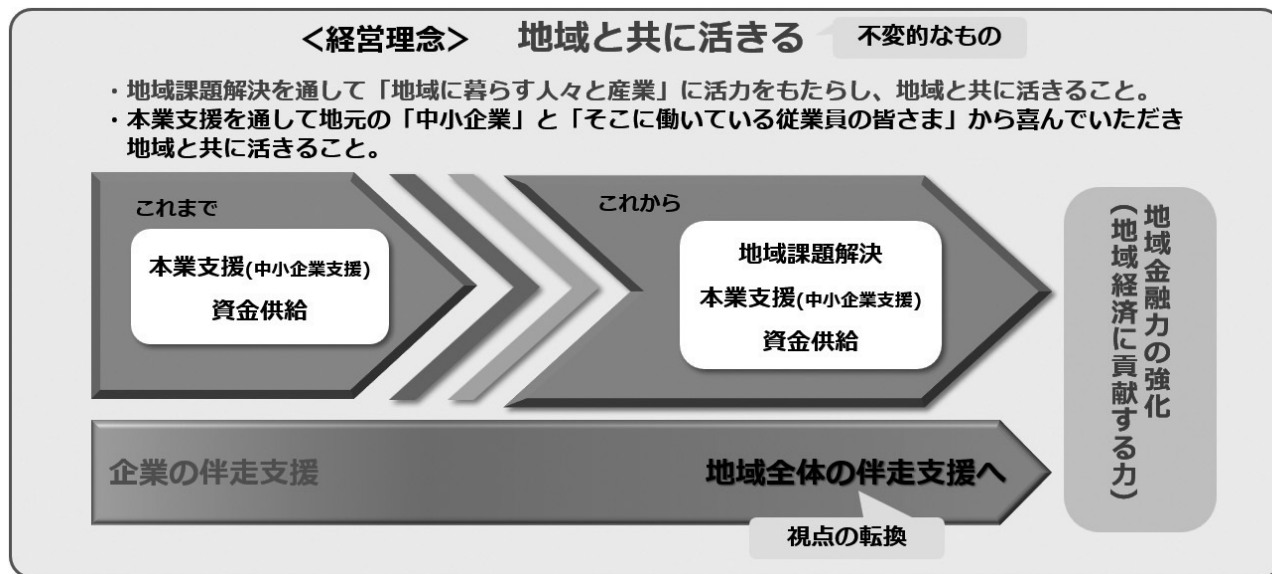 ＜経営理念＞ 地域と共に活きる 不変的なもの
・地域課題解決を通して「地域に暮らす人々と産業」に活力をもたらし、地域と共に活きること。
・本業支援を通して地元の「中小企業」と「そこに働いている従業員の皆さま」から喜んでいただき
地域と共に活きること。
これまで
本業支援(中小企業支援)
資金供給
これから
地域課題解決
本業支援(中小企業支援)
資金供給
地域金融力の強化
(地域経済に貢献する力)
企業の伴走支援
地域全体の伴走支援へ
視点の転換